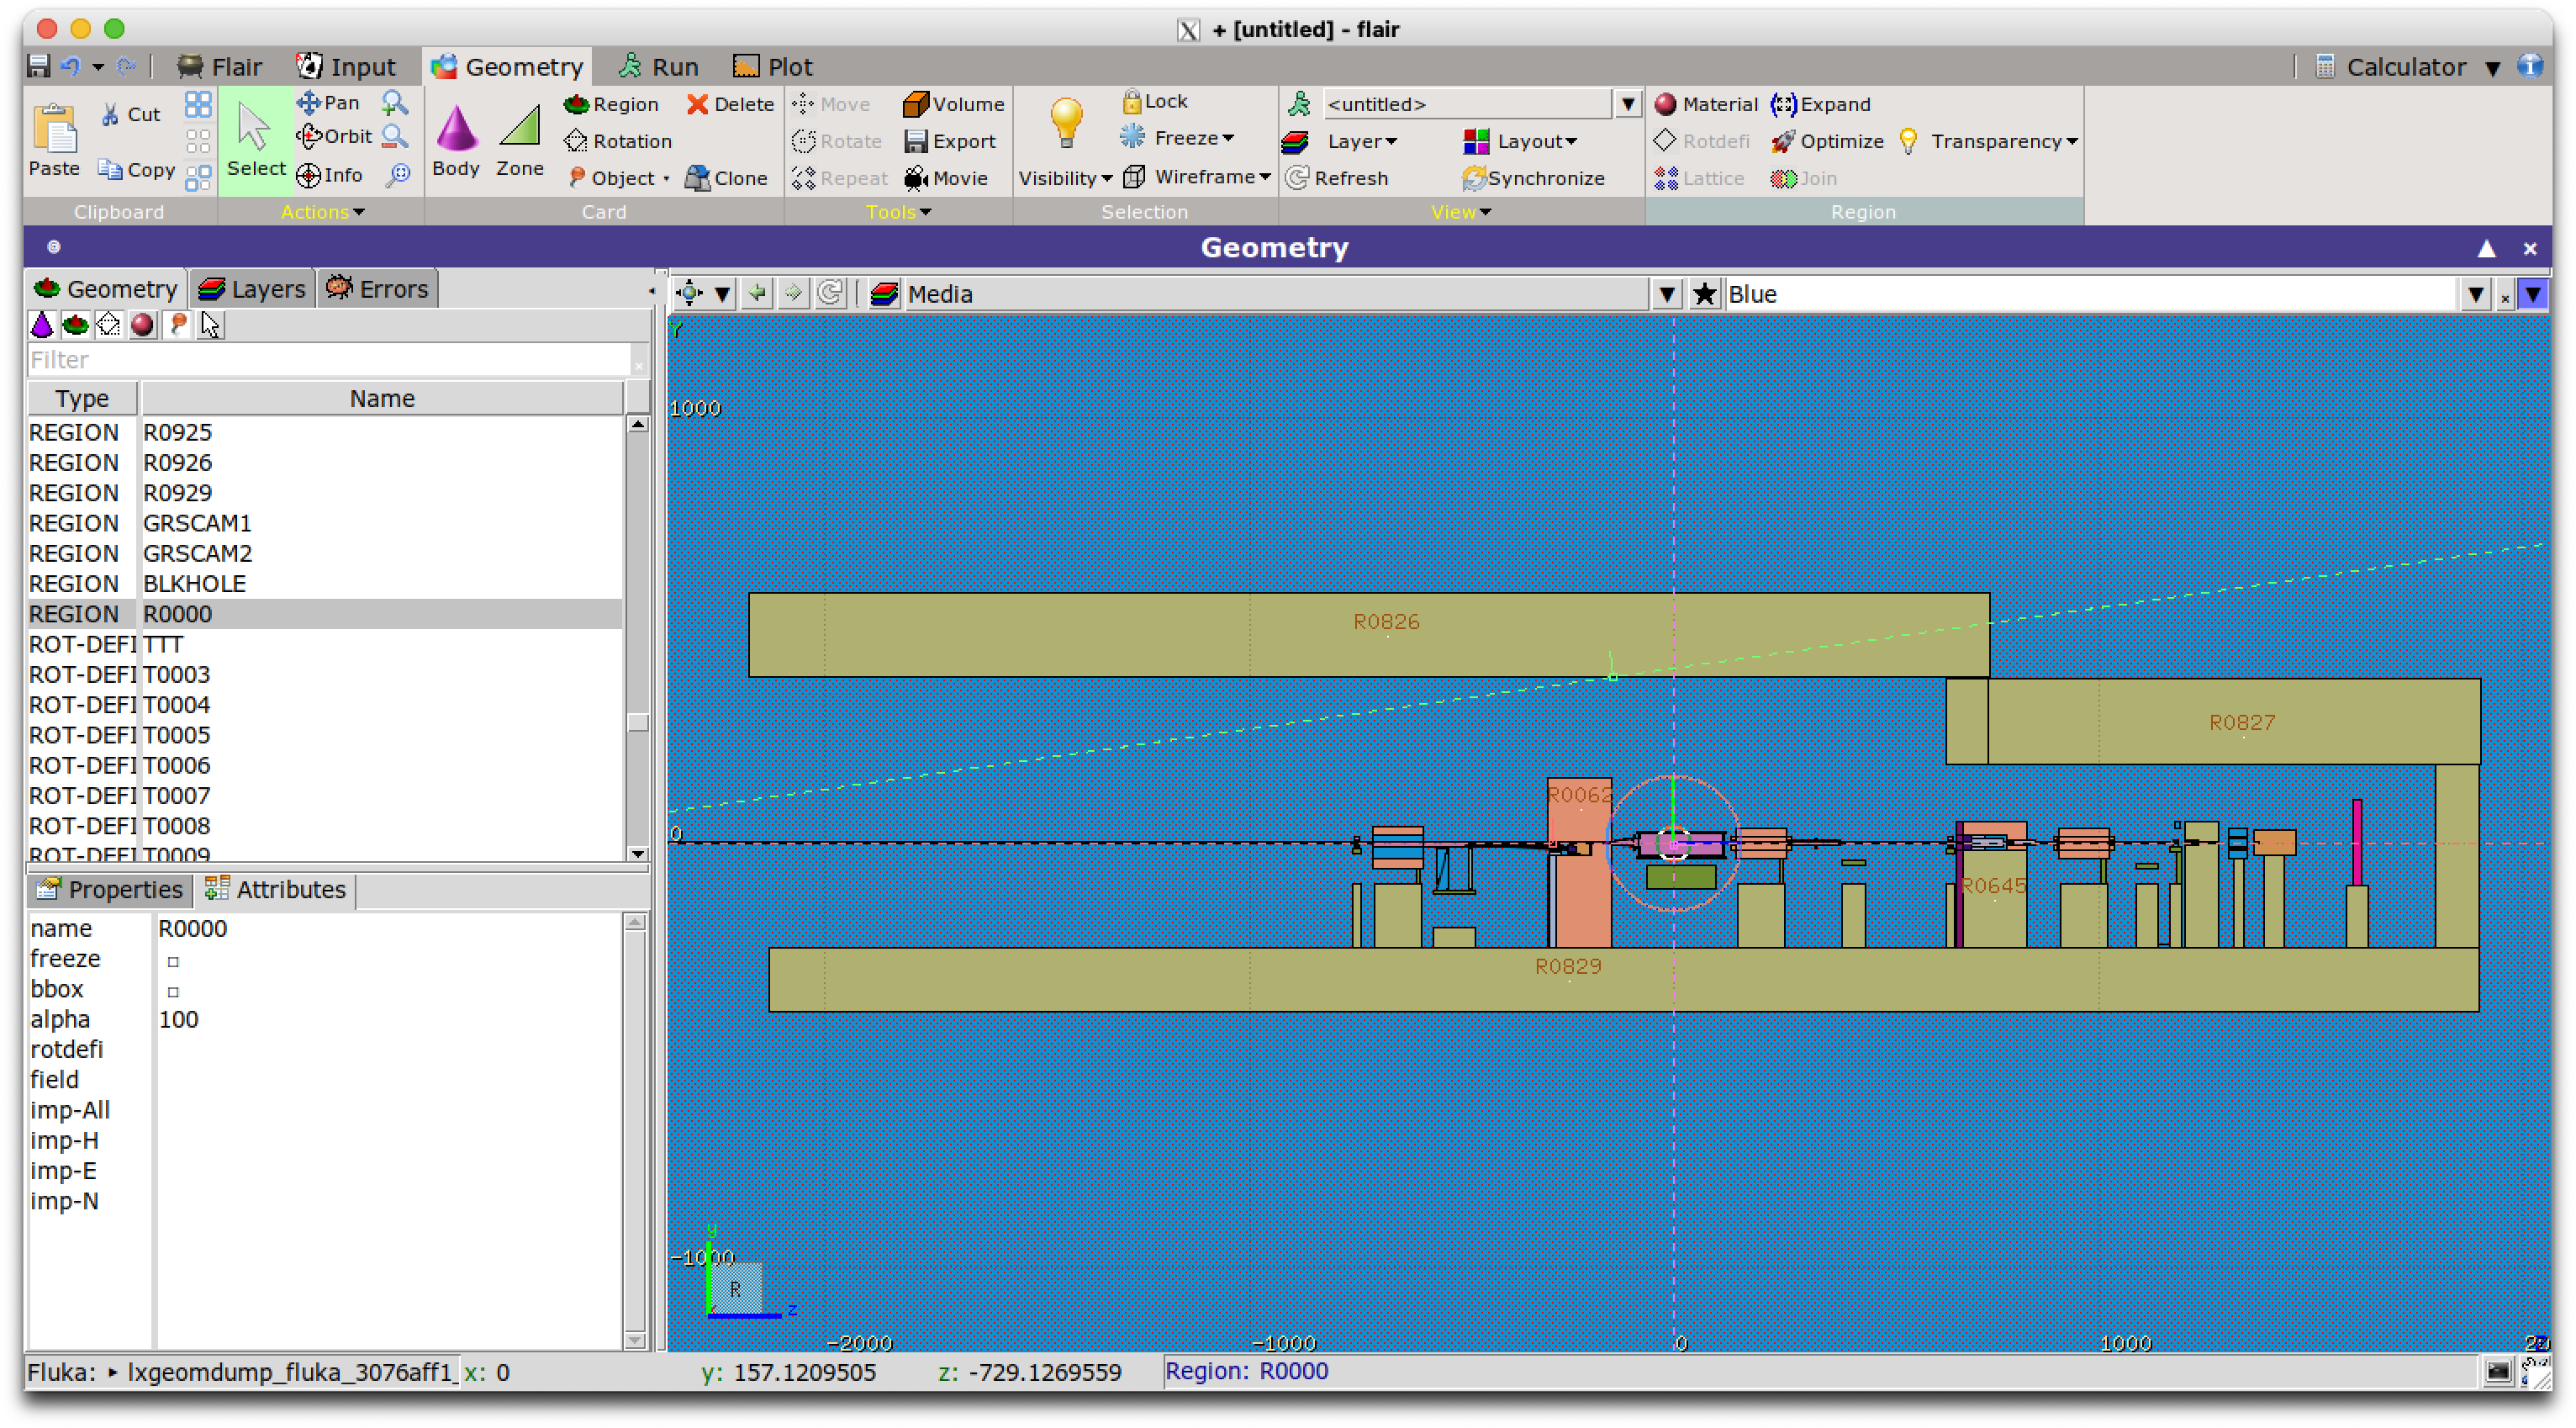 + [untitled] - flair
Flair Input Geometry Run Plot Calculator
Paste Cut Copy Clipboard
Select Pan Orbit Info Actions
Body Zone Region Rotation Object Delete Clone Card
Move Rotate Repeat Volume Export Movie Tools
Visibility Lock Freeze Wireframe Selection
<untitled> Layer Layout Refresh Synchronize View
Material Expand Rotdefi Optimize Transparency Lattice Join Region
Geometry
Geometry Layers Errors
Media Blue
Filter
Type Name
REGION R0925
REGION R0926
REGION R0929
REGION GRSCAM1
REGION GRSCAM2
REGION BLKHOLE
REGION R0000
ROT-DEFI TTT
ROT-DEFI T0003
ROT-DEFI T0004
ROT-DEFI T0005
ROT-DEFI T0006
ROT-DEFI T0007
ROT-DEFI T0008
ROT-DEFI T0009
Properties Attributes
name R0000
freeze
bbox
alpha 100
rotdefi
field
imp-All
imp-H
imp-E
imp-N
Y
1000
R0826
R0827
R0062
0
R0645
R0829
-1000
y
R
z
-2000 -1000 0 1000
Fluka: lxgeomdump_fluka_3076aff1_ x: 0 y: 157.1209505 z: -729.1269559 Region: R0000